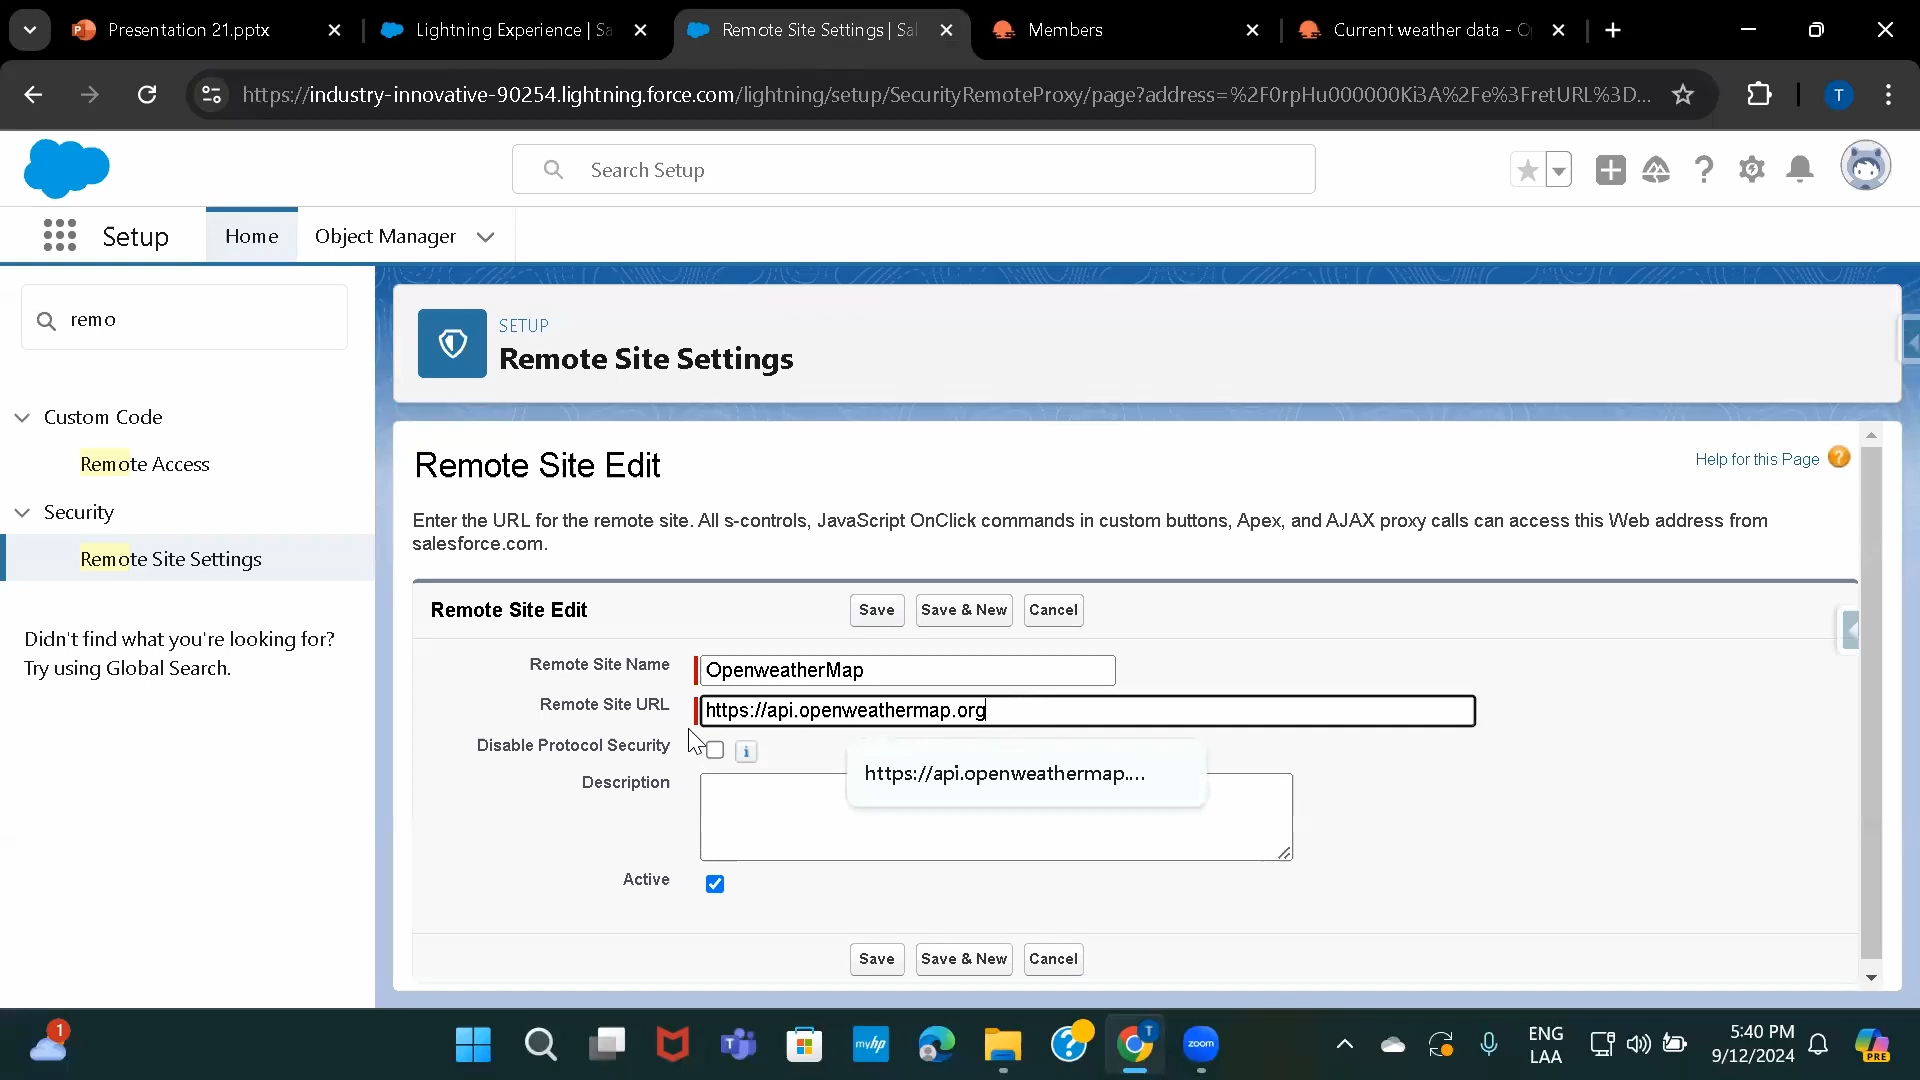 Presentation 21.pptx
Lightning Experience | Sa
Remote Site Settings | Sal
Members
Current weather data - O
https://industry-innovative-90254.lightning.force.com/lightning/setup/SecurityRemoteProxy/page?address=%2F0rpHu000000Ki3A%2Fe%3FretURL%3D...
T
Search Setup
Setup
Home
Object Manager
remo
Custom Code
Remote Access
Security
Remote Site Settings
Didn't find what you're looking for?
Try using Global Search.
SETUP
Remote Site Settings
Remote Site Edit
Help for this Page
Enter the URL for the remote site. All s-controls, JavaScript OnClick commands in custom buttons, Apex, and AJAX proxy calls can access this Web address from
salesforce.com.
Remote Site Edit
Save
Save & New
Cancel
Remote Site Name
OpenweatherMap
Remote Site URL
https://api.openweathermap.org
Disable Protocol Security
https://api.openweathermap....
Description
Active
Save
Save & New
Cancel
1
myhp
T
zoom
ENG
LAA
5:40 PM
9/12/2024
PRE